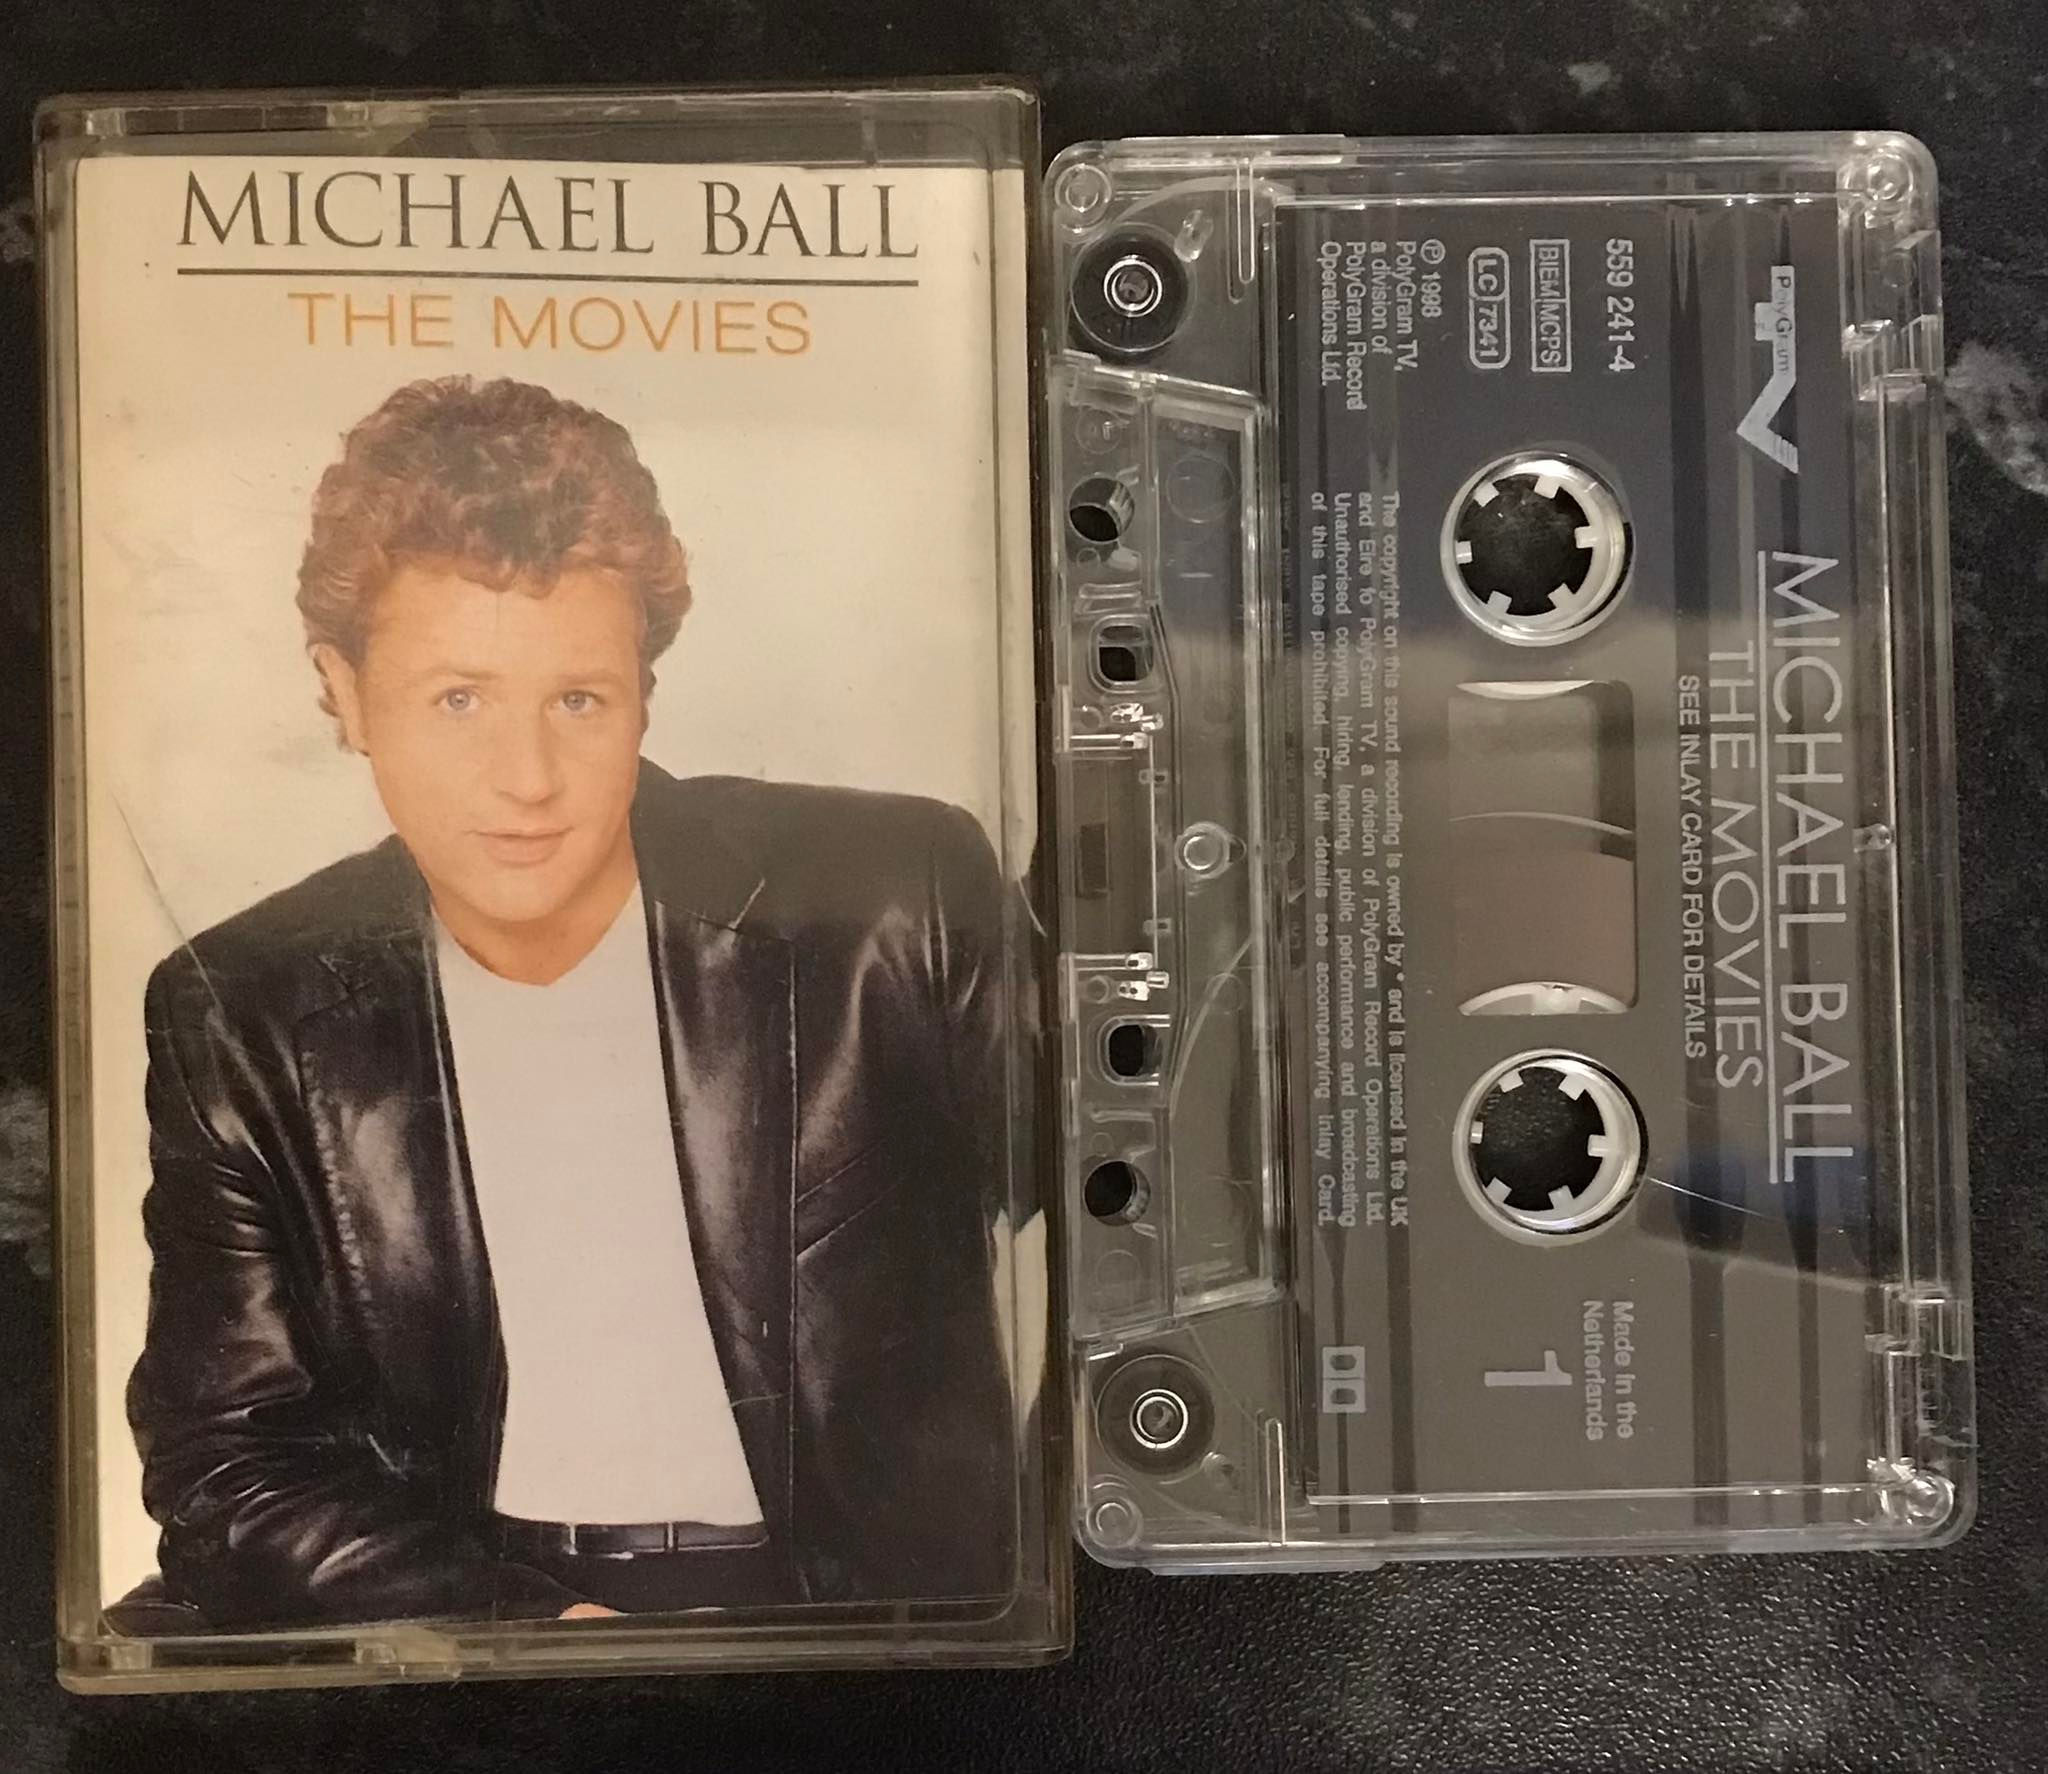 MICHAEL BALL
THE MOVIES
PolyGram TV
MICHAEL BALL
THE MOVIES
SEE INLAY CARD FOR DETAILS
559 241-4
BIEM/MCPS
LC 7341
℗ 1998
PolyGram TV,
a division of
PolyGram Record
Operations Ltd.
Made in the
Netherlands
1
The copyright on this sound recording is owned by * and is licensed in the UK
and Eire to PolyGram TV, a division of PolyGram Record Operations Ltd.
Unauthorised copying, hiring, lending, public performance and broadcasting
of this tape prohibited. For full details see accompanying Inlay Card.